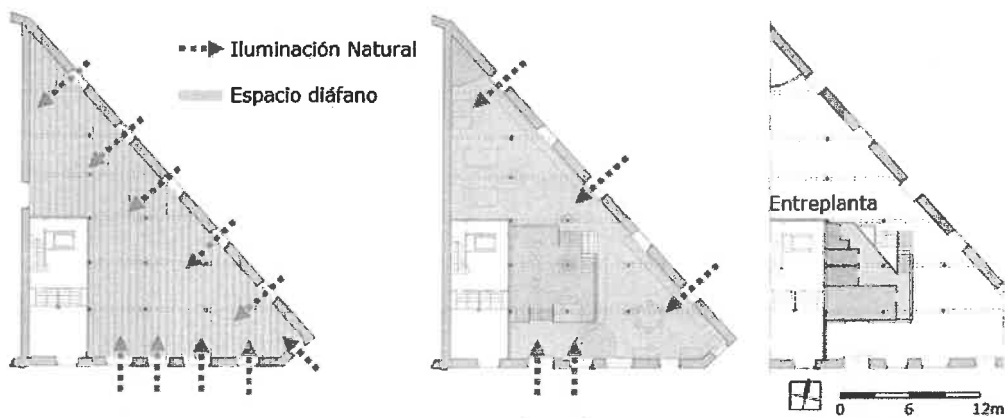 Iluminación Natural
Espacio diáfano
Entreplanta
0 6 12m